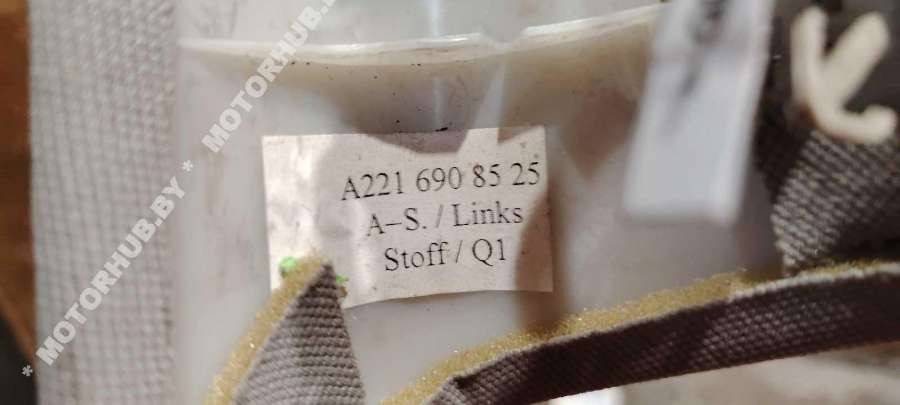 * MOTORHUB.BY * MOTORHUB.BY *
A221 690 85 25
A–S. / Links
Stoff / Q1
* MOTORHUB.BY